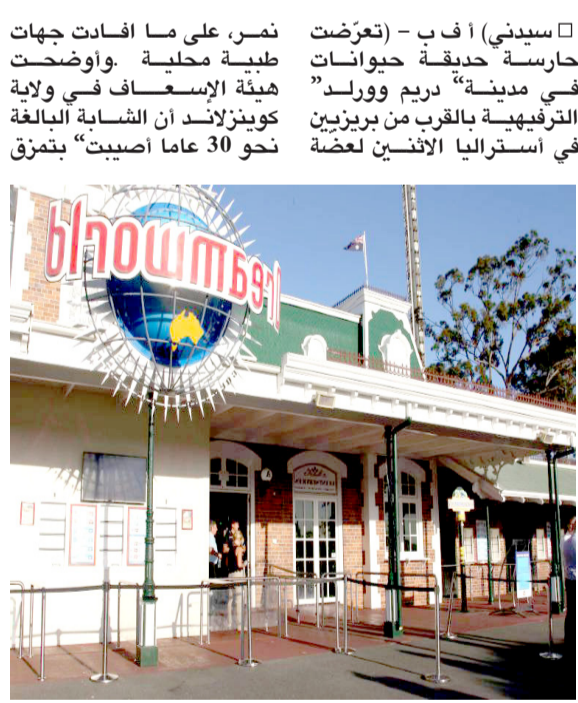 □ سيدني) أ ف ب – (تعرّضت
حارسة حديقة حيوانات
في مدينة“ دريم وورلد”
الترفيهية بالقرب من بريزبين
في أستراليا الاثنين لعضّة
نمر، على ما افادت جهات
طبية محلية .وأوضحت
هيئة الإسعاف في ولاية
كوينزلاند أن الشابة البالغة
نحو 30 عاما أصيبت“ بتمزق
Dreamworld